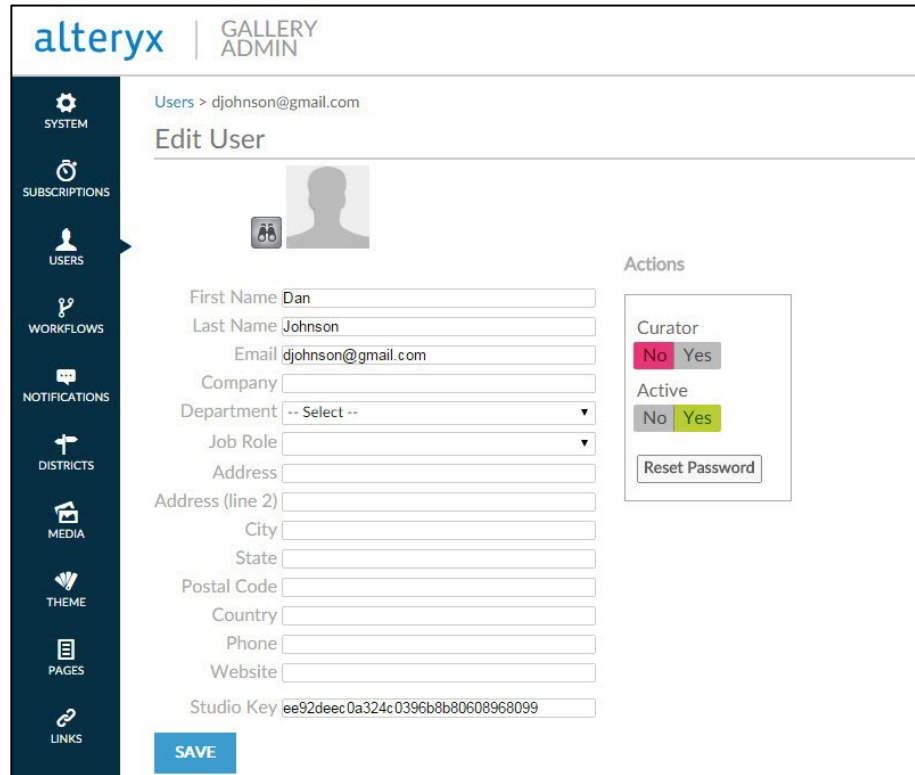 alteryx
GALLERY
ADMIN
SYSTEM
SUBSCRIPTIONS
USERS
WORKFLOWS
NOTIFICATIONS
DISTRICTS
MEDIA
THEME
PAGES
LINKS
Users > djohnson@gmail.com
Edit User
First Name Dan
Last Name Johnson
Email djohnson@gmail.com
Company
Department -- Select --
Job Role
Address
Address (line 2)
City
State
Postal Code
Country
Phone
Website
Studio Key ee92deec0a324c0396b8b80608968099
SAVE
Actions
Curator
No Yes
Active
No Yes
Reset Password